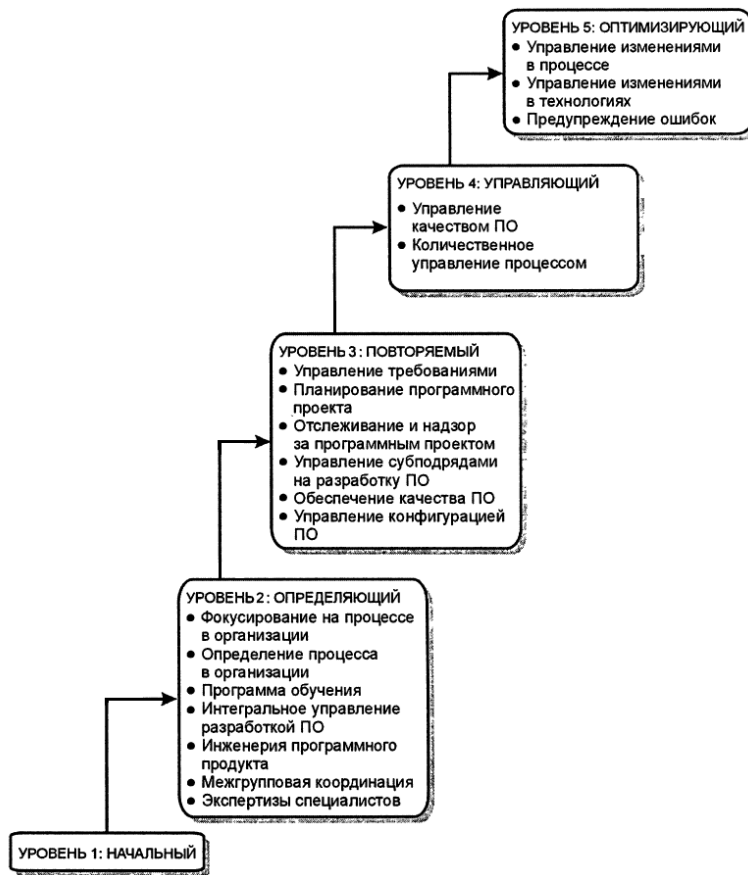 УРОВЕНЬ 5: ОПТИМИЗИРУЮЩИЙ
● Управление изменениями
в процессе
● Управление изменениями
в технологиях
● Предупреждение ошибок
УРОВЕНЬ 4: УПРАВЛЯЮЩИЙ
● Управление
качеством ПО
● Количественное
управление процессом
УРОВЕНЬ 3: ПОВТОРЯЕМЫЙ
● Управление требованиями
● Планирование программного
проекта
● Отслеживание и надзор
за программным проектом
● Управление субподрядами
на разработку ПО
● Обеспечение качества ПО
● Управление конфигурацией
ПО
УРОВЕНЬ 2: ОПРЕДЕЛЯЮЩИЙ
● Фокусирование на процессе
в организации
● Определение процесса
в организации
● Программа обучения
● Интегральное управление
разработкой ПО
● Инженерия программного
продукта
● Межгрупповая координация
● Экспертизы специалистов
УРОВЕНЬ 1: НАЧАЛЬНЫЙ